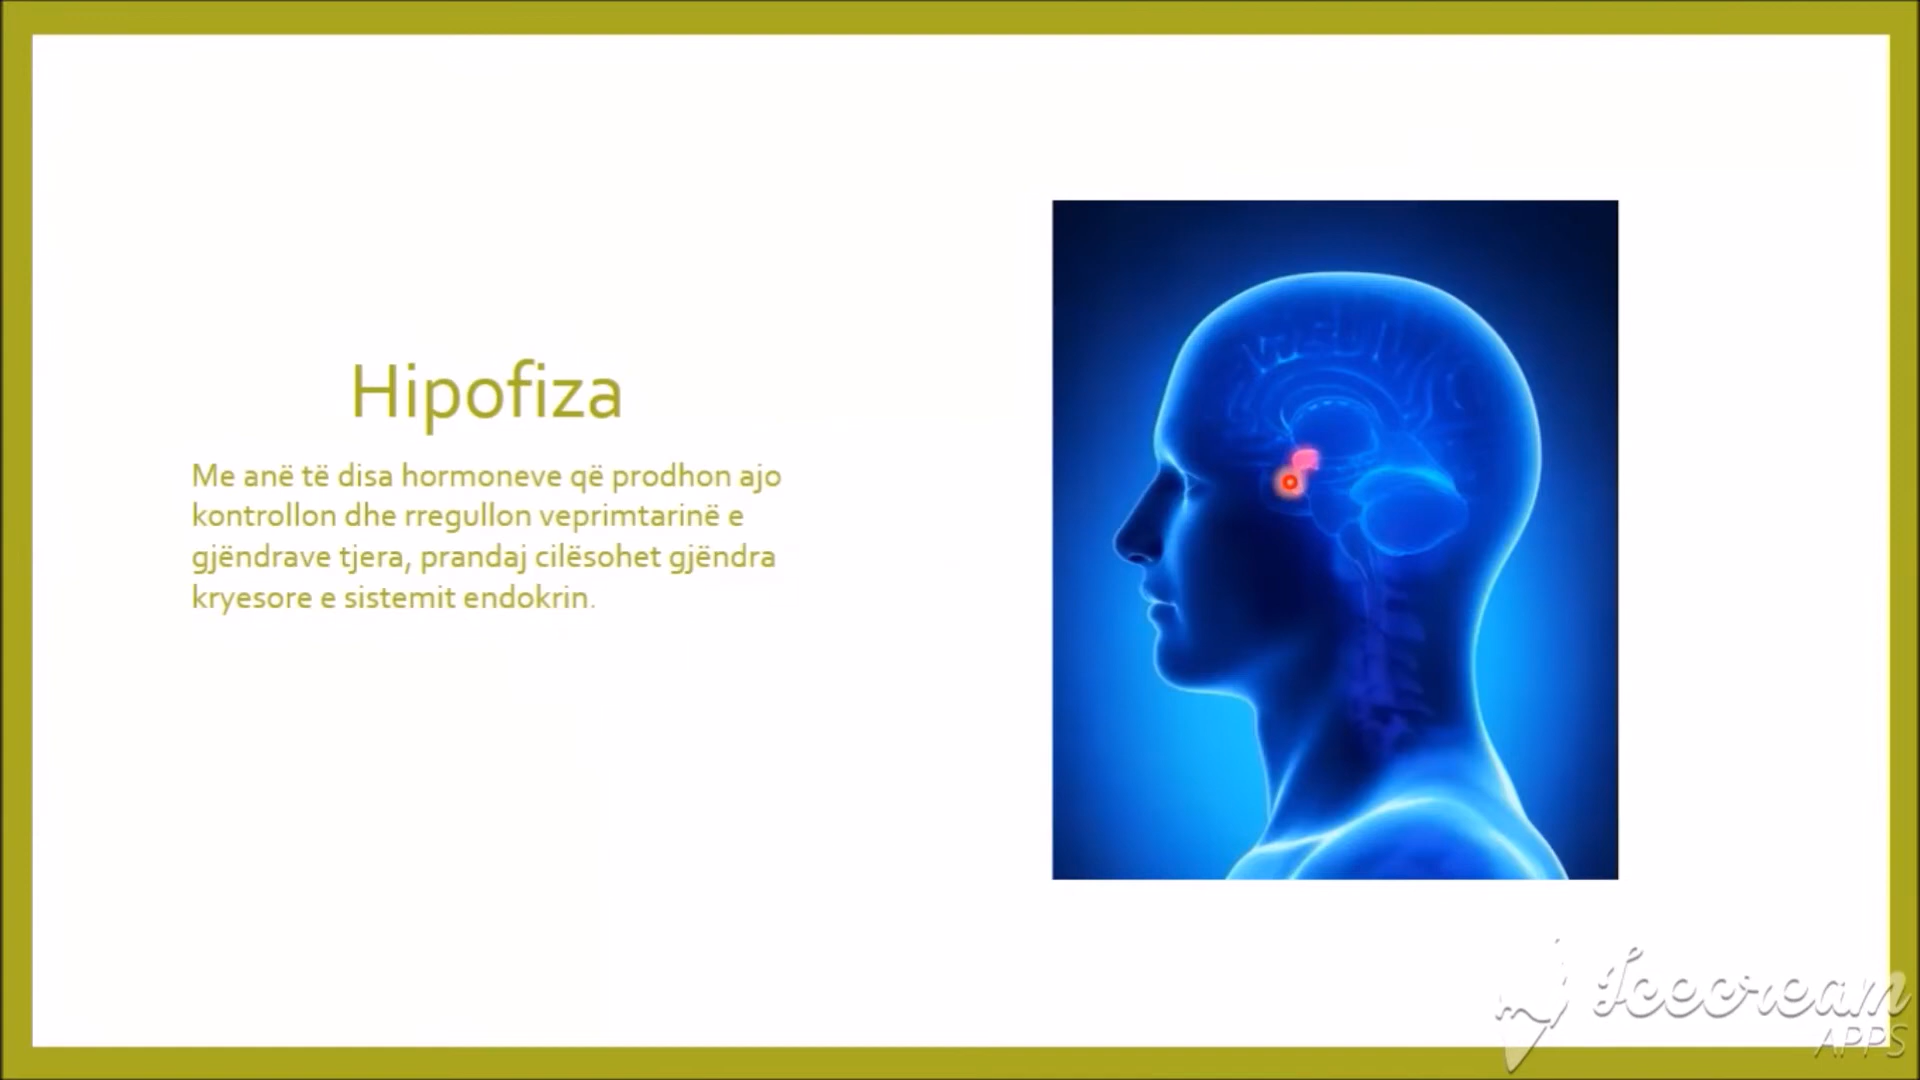 Hipofiza
Me anë të disa hormoneve që prodhon ajo
kontrollon dhe rregullon veprimtarinë e
gjëndrave tjera, prandaj cilësohet gjëndra
kryesore e sistemit endokrin.
Icecream
APPS